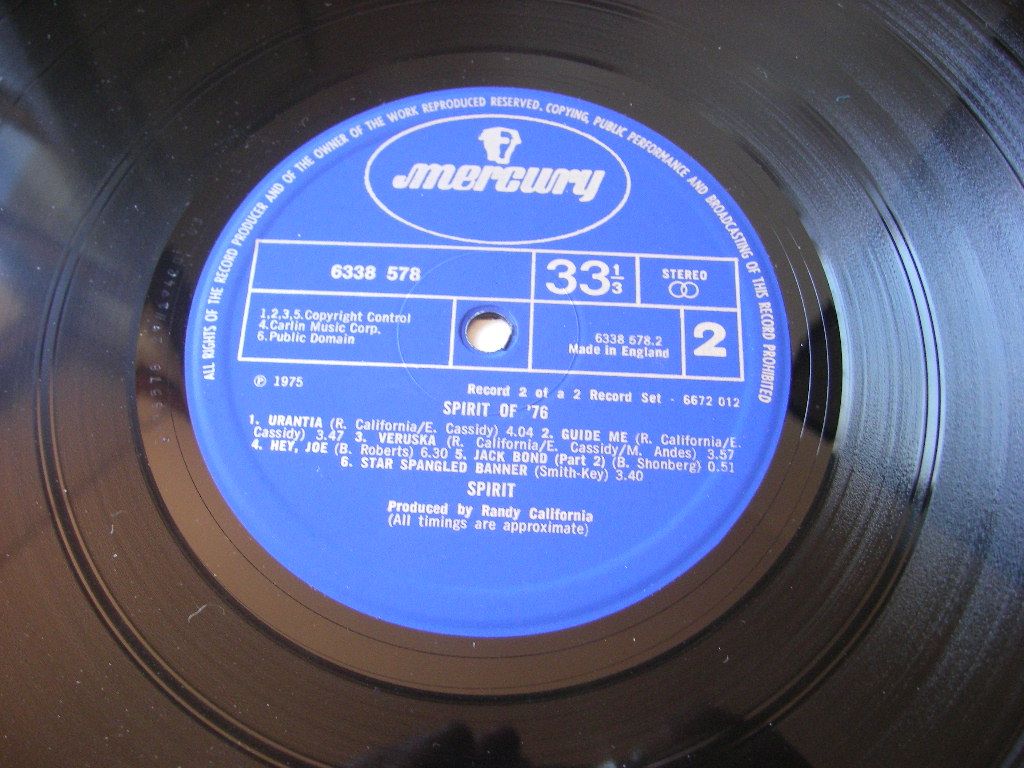 ALL RIGHTS OF THE RECORD PRODUCER AND OF THE OWNER OF THE WORK REPRODUCED RESERVED. COPYING, PUBLIC PERFORMANCE AND BROADCASTING OF THIS RECORD PROHIBITED
mercury
6338 578
33 1/3
STEREO
1,2,3,5.Copyright Control
4.Carlin Music Corp.
6.Public Domain
6338 578.2
Made in England
2
℗ 1975
Record 2 of a 2 Record Set - 6672 012
SPIRIT OF '76
1. URANTIA (R. California/E. Cassidy) 4.04 2. GUIDE ME (R. California/E.
Cassidy) 3.47 3. VERUSKA (R. California/E. Cassidy/M. Andes) 3.57
4. HEY, JOE (B. Roberts) 6.30 5. JACK BOND (Part 2) (B. Shonberg) 0.51
6. STAR SPANGLED BANNER (Smith-Key) 3.40
SPIRIT
Produced by Randy California
(All timings are approximate)